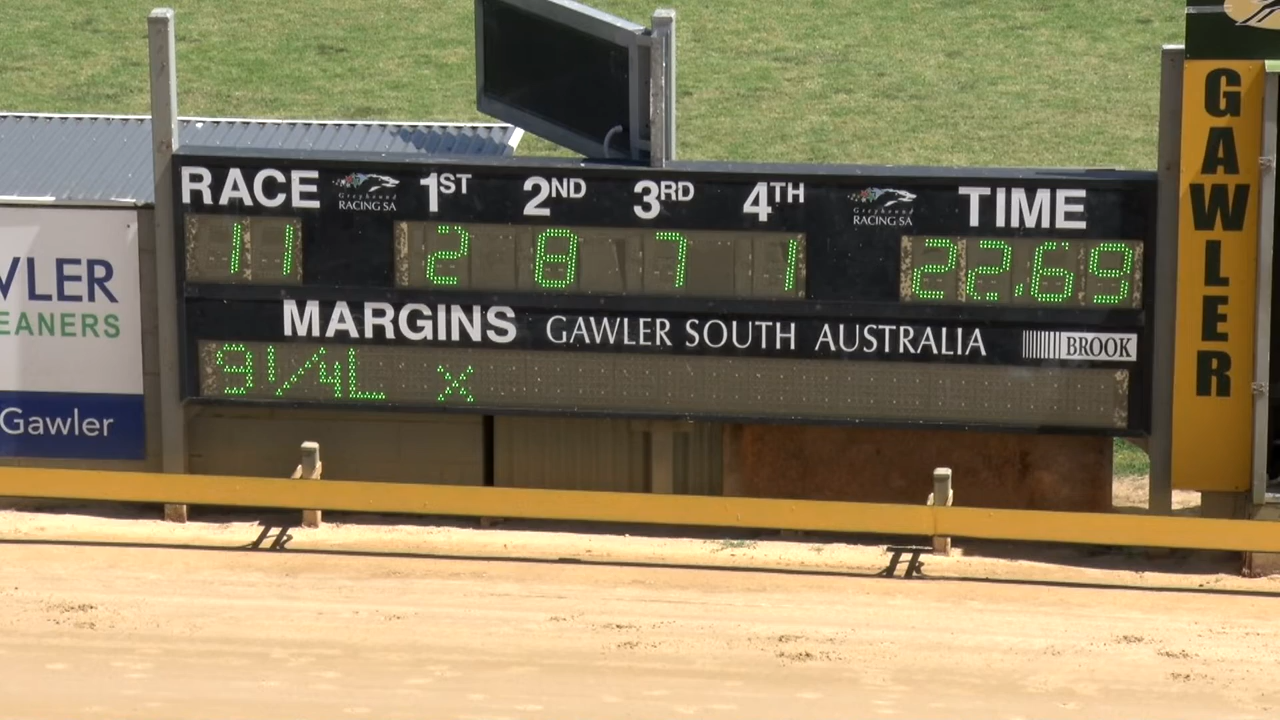 RACE Greyhound RACING SA 1ST 2ND 3RD 4TH Greyhound RACING SA TIME
11 2 8 7 1 22.69
MARGINS GAWLER SOUTH AUSTRALIA BROOK
9 1/4L X
GAWLER
WLER
EANERS
Gawler